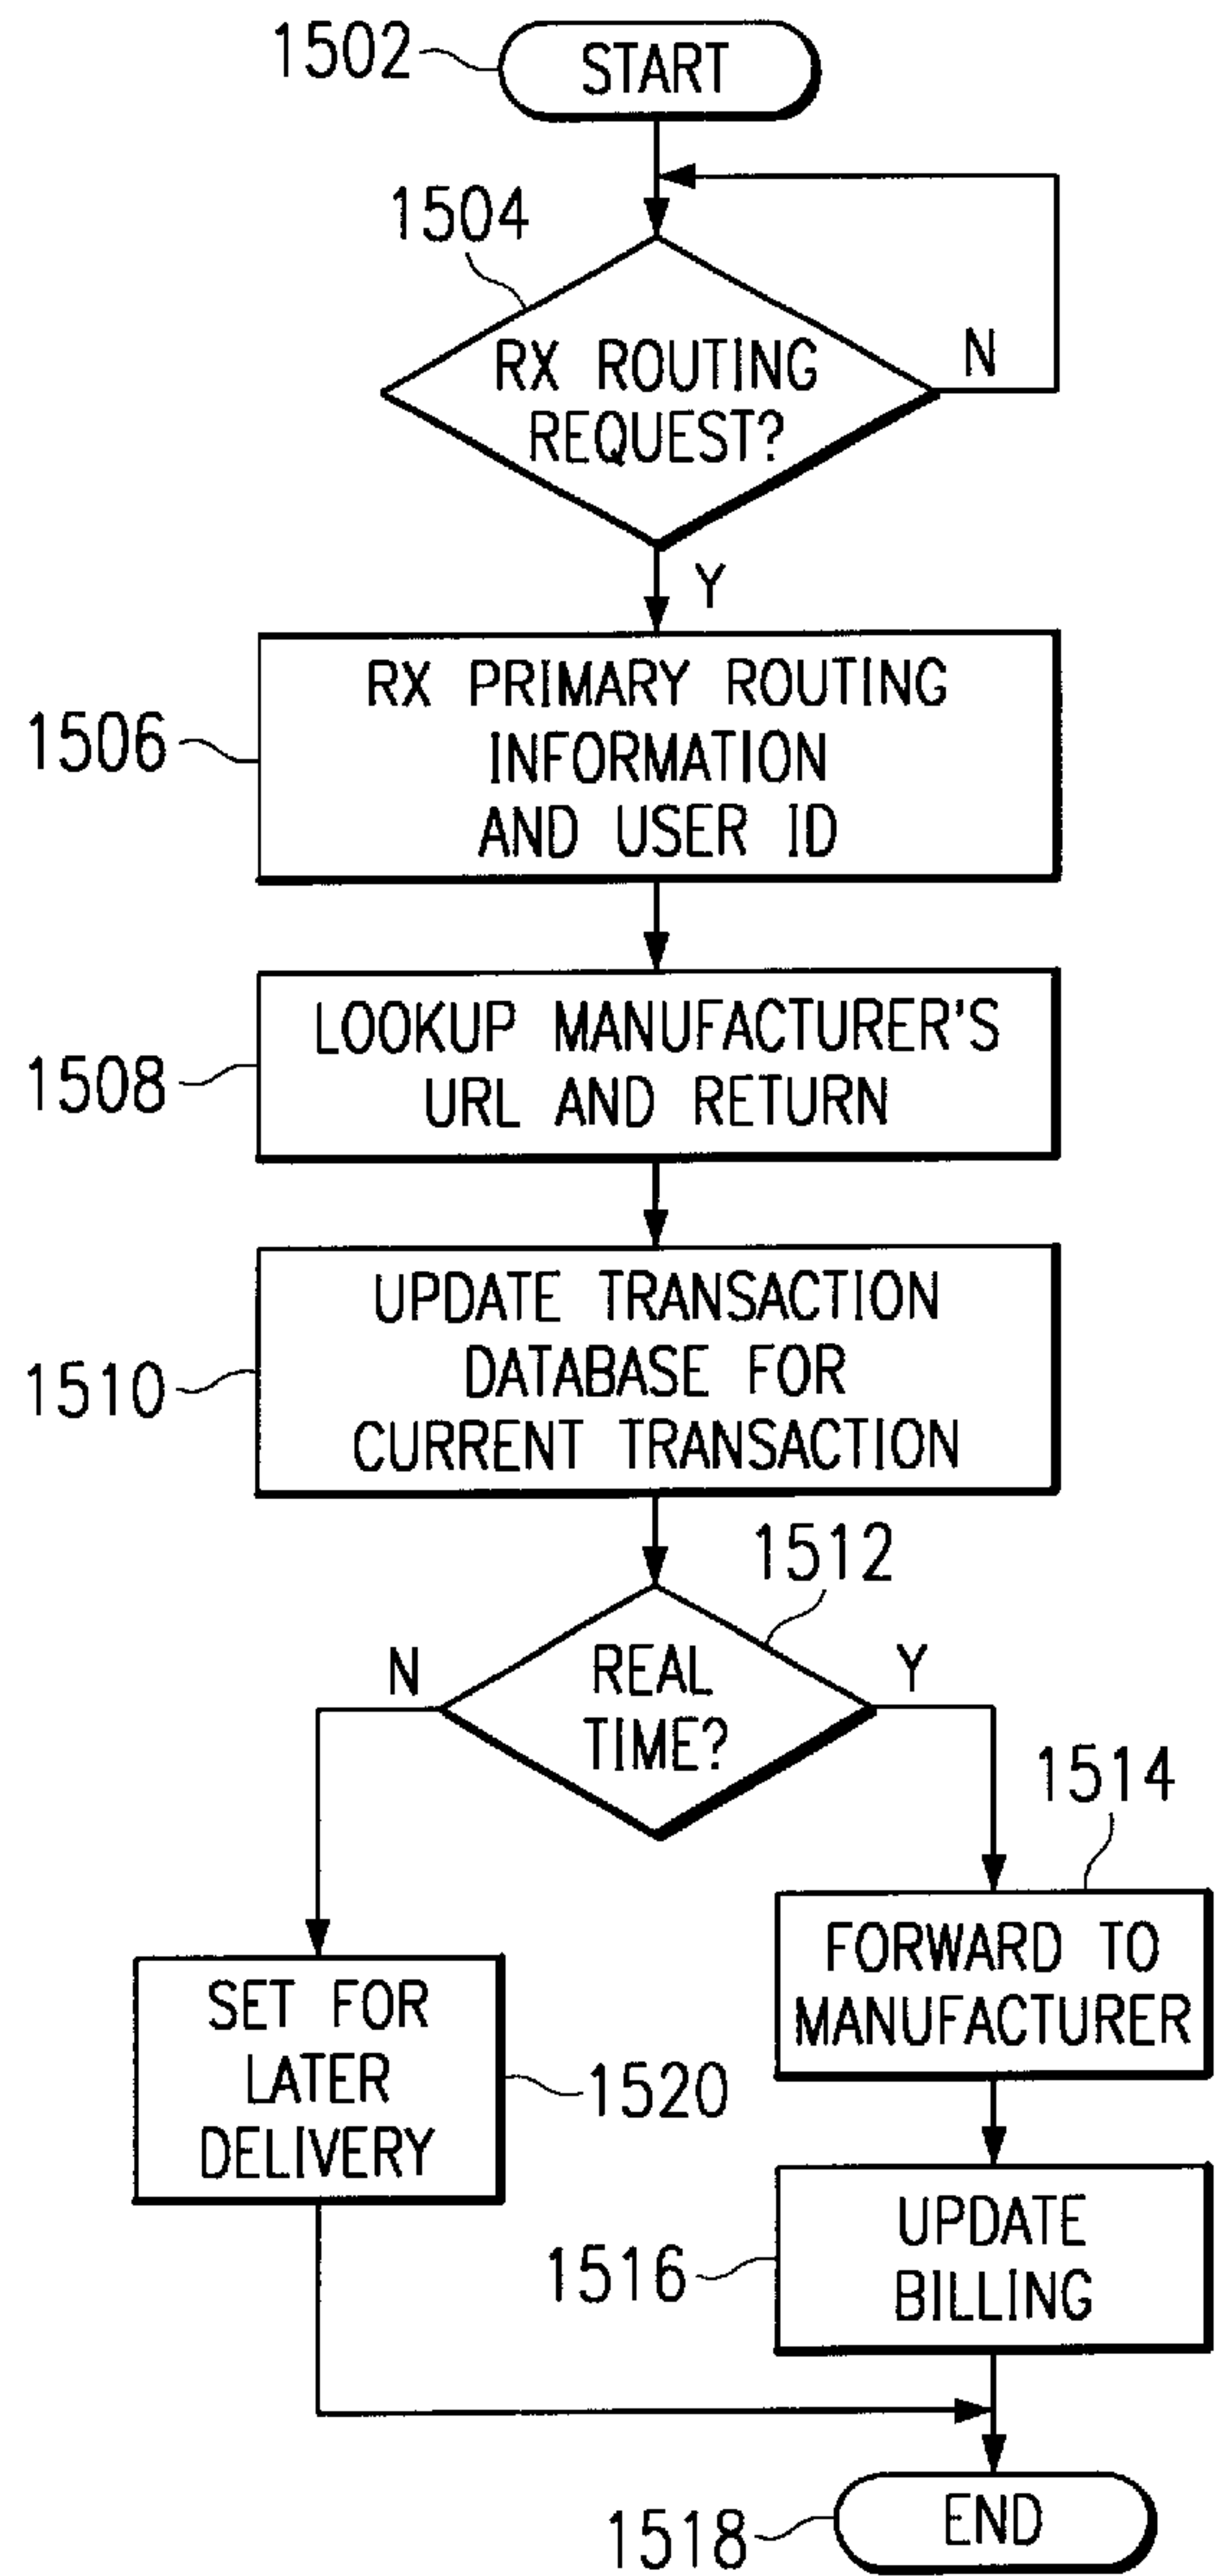 1502
START
1504
RX ROUTING
REQUEST?
N
Y
1506
RX PRIMARY ROUTING
INFORMATION
AND USER ID
1508
LOOKUP MANUFACTURER'S
URL AND RETURN
1510
UPDATE TRANSACTION
DATABASE FOR
CURRENT TRANSACTION
1512
N
REAL
TIME?
Y
1514
FORWARD TO
MANUFACTURER
SET FOR
LATER
DELIVERY
1520
1516
UPDATE
BILLING
1518
END